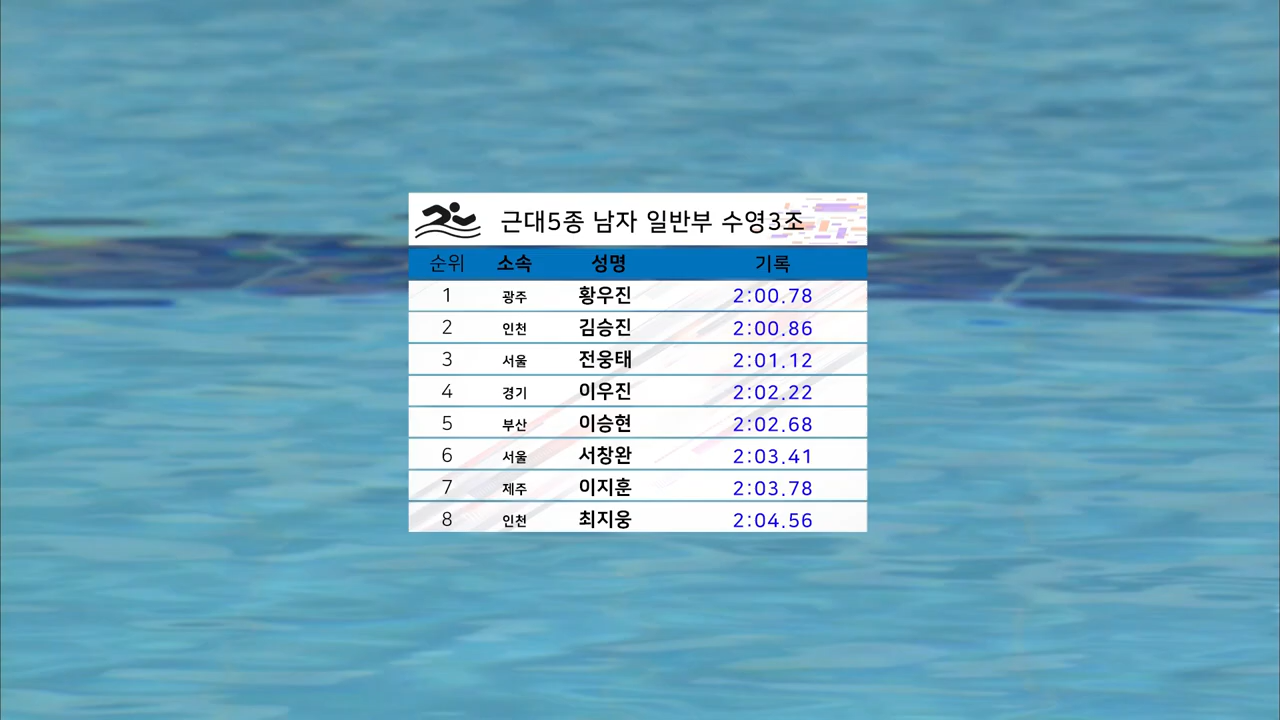 근대5종 남자 일반부 수영3조
순위 소속 성명 기록
1 광주 황우진 2:00.78
2 인천 김승진 2:00.86
3 서울 전웅태 2:01.12
4 경기 이우진 2:02.22
5 부산 이승현 2:02.68
6 서울 서창완 2:03.41
7 제주 이지훈 2:03.78
8 인천 최지웅 2:04.56